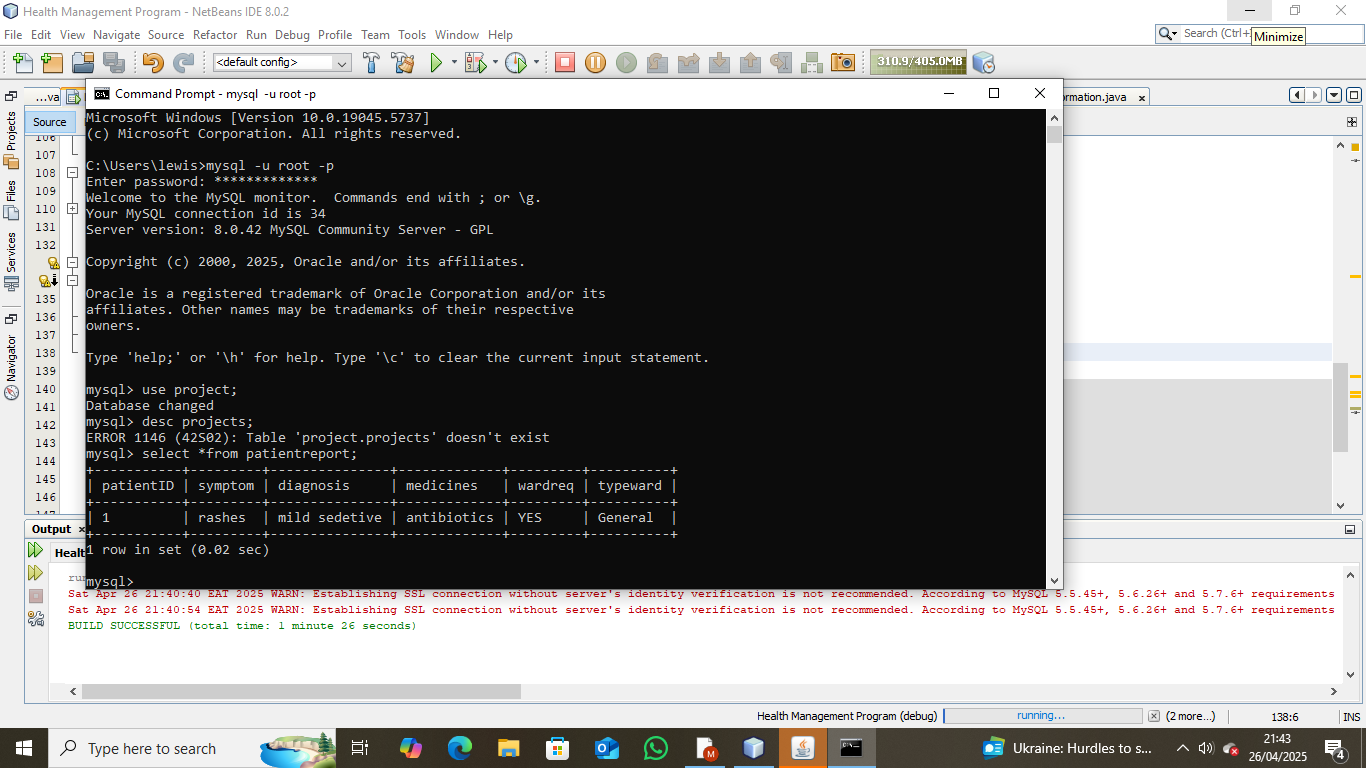 Health Management Program - NetBeans IDE 8.0.2
File Edit View Navigate Source Refactor Run Debug Profile Team Tools Window Help
Search (Ctrl+
Minimize
<default config>
310.9/405.0MB
...va
Command Prompt - mysql  -u root -p
ormation.java
Source
Projects
Files
Services
Navigator
106
107
108
109
110
131
132
135
136
137
138
139
140
141
142
143
144
145
146
Microsoft Windows [Version 10.0.19045.5737]
(c) Microsoft Corporation. All rights reserved.
C:\Users\lewis>mysql -u root -p
Enter password: *************
Welcome to the MySQL monitor.  Commands end with ; or \g.
Your MySQL connection id is 34
Server version: 8.0.42 MySQL Community Server - GPL
Copyright (c) 2000, 2025, Oracle and/or its affiliates.
Oracle is a registered trademark of Oracle Corporation and/or its
affiliates. Other names may be trademarks of their respective
owners.
Type 'help;' or '\h' for help. Type '\c' to clear the current input statement.
mysql> use project;
Database changed
mysql> desc projects;
ERROR 1146 (42S02): Table 'project.projects' doesn't exist
mysql> select *from patientreport;
+-----------+---------+---------------+-------------+---------+----------+
| patientID | symptom | diagnosis     | medicines   | wardreq | typeward |
+-----------+---------+---------------+-------------+---------+----------+
| 1         | rashes  | mild sedetive | antibiotics | YES     | General  |
+-----------+---------+---------------+-------------+---------+----------+
1 row in set (0.02 sec)
mysql>
Output
Healt
Sat Apr 26 21:40:40 EAT 2025 WARN: Establishing SSL connection without server's identity verification is not recommended. According to MySQL 5.5.45+, 5.6.26+ and 5.7.6+ requirements
Sat Apr 26 21:40:54 EAT 2025 WARN: Establishing SSL connection without server's identity verification is not recommended. According to MySQL 5.5.45+, 5.6.26+ and 5.7.6+ requirements
BUILD SUCCESSFUL (total time: 1 minute 26 seconds)
Health Management Program (debug)
running...
(2 more...)
138:6
INS
Type here to search
Ukraine: Hurdles to s...
21:43
26/04/2025
4